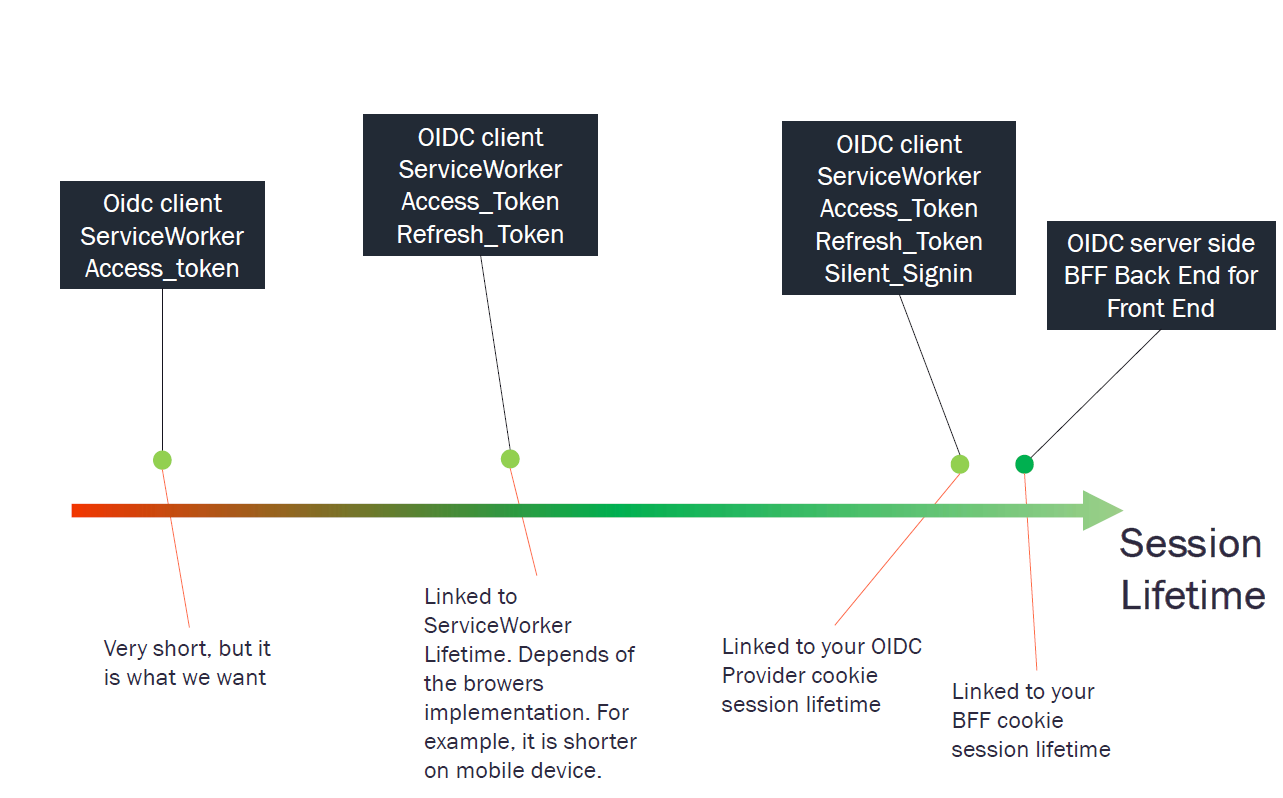 Oidc client
ServiceWorker
Access_token
OIDC client
ServiceWorker
Access_Token
Refresh_Token
OIDC client
ServiceWorker
Access_Token
Refresh_Token
Silent_Signin
OIDC server side
BFF Back End for
Front End
Session
Lifetime
Very short, but it
is what we want
Linked to
ServiceWorker
Lifetime. Depends of
the browers
implementation. For
example, it is shorter
on mobile device.
Linked to your OIDC
Provider cookie
session lifetime
Linked to your
BFF cookie
session lifetime